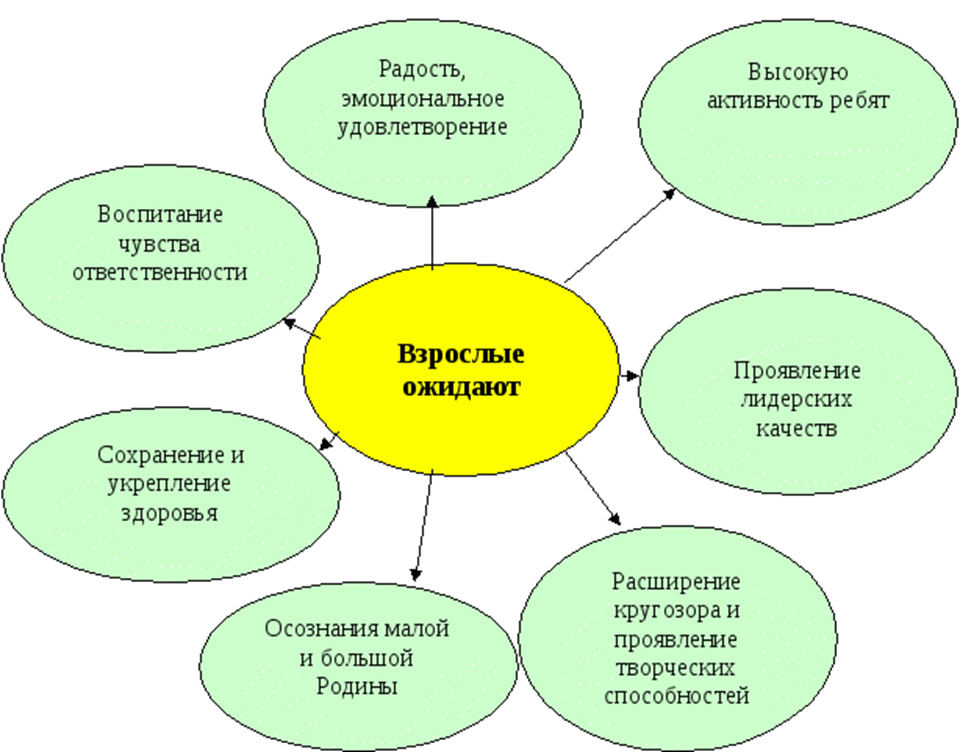 Радость,
эмоциональное
удовлетворение
Высокую
активность ребят
Воспитание
чувства
ответственности
Взрослые
ожидают
Проявление
лидерских
качеств
Сохранение и
укрепление
здоровья
Осознания малой
и большой
Родины
Расширение
кругозора и
проявление
творческих
способностей